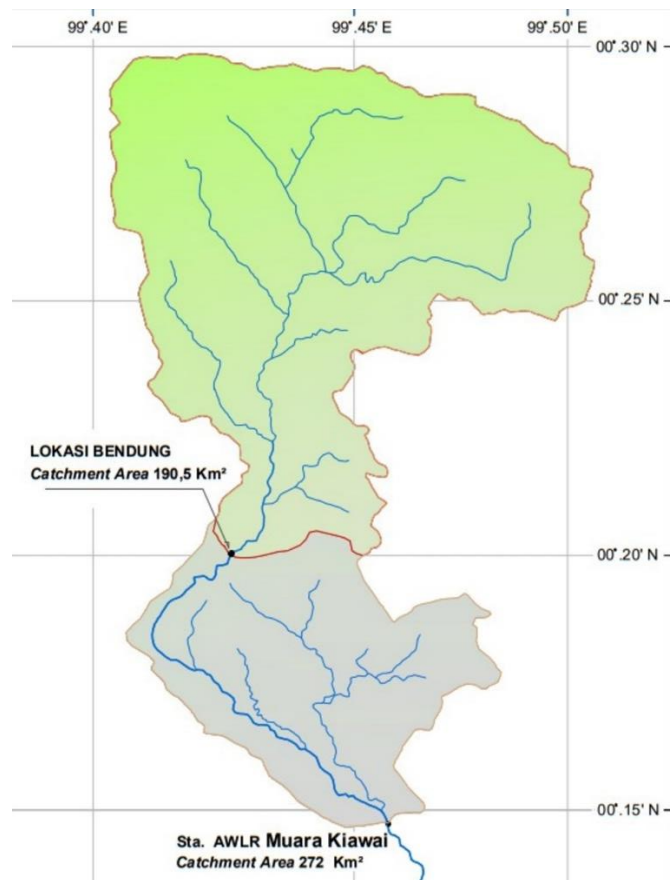 99°.40' E
99°.45' E
99°.50' E
00°.30' N
00°.25' N
LOKASI BENDUNG
Catchment Area 190,5 Km²
00°.20' N
00°.15' N
Sta. AWLR Muara Kiawai
Catchment Area 272 Km²